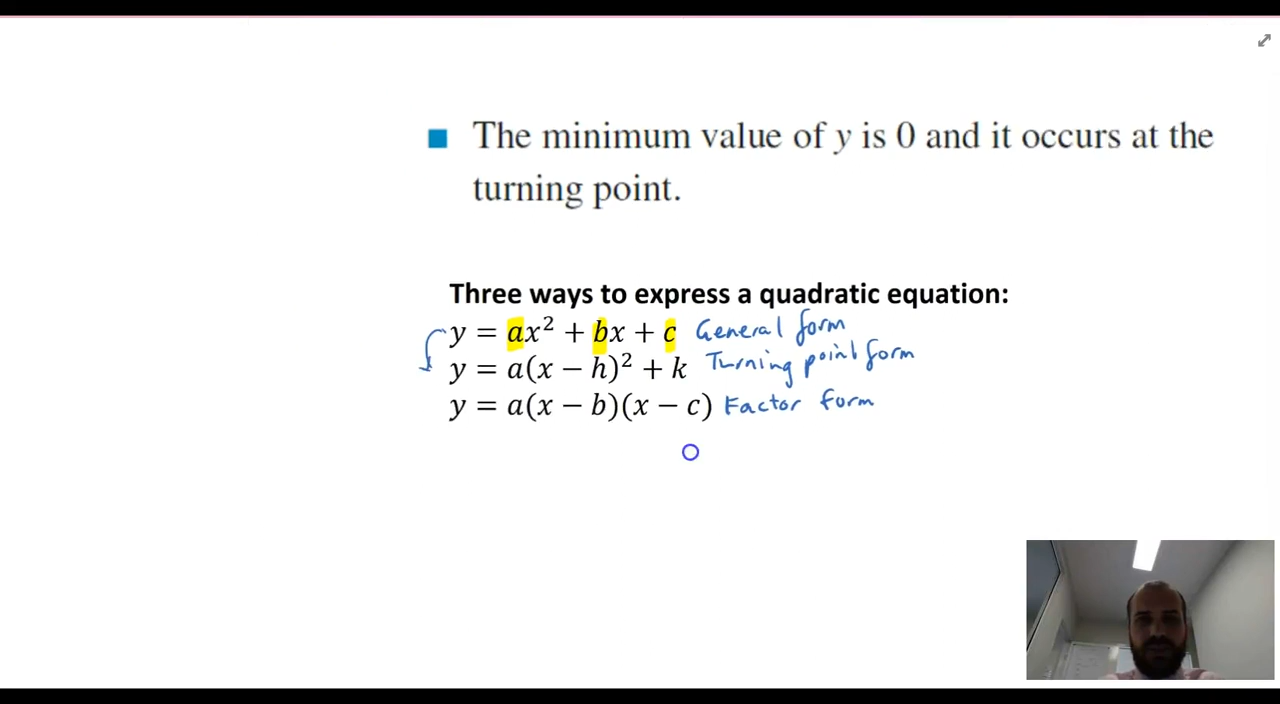 The minimum value of y is 0 and it occurs at the
turning point.
Three ways to express a quadratic equation:
y = ax² + bx + c General form
y = a(x − h)² + k Turning point form
y = a(x − b)(x − c) Factor form